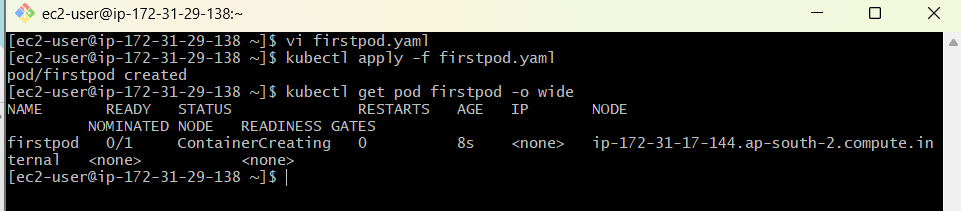 ec2-user@ip-172-31-29-138:~
[ec2-user@ip-172-31-29-138 ~]$ vi firstpod.yaml
[ec2-user@ip-172-31-29-138 ~]$ kubectl apply -f firstpod.yaml
pod/firstpod created
[ec2-user@ip-172-31-29-138 ~]$ kubectl get pod firstpod -o wide
NAME       READY   STATUS              RESTARTS   AGE   IP       NODE
         NOMINATED NODE   READINESS GATES
firstpod   0/1     ContainerCreating   0          8s    <none>   ip-172-31-17-144.ap-south-2.compute.in
ternal   <none>           <none>
[ec2-user@ip-172-31-29-138 ~]$